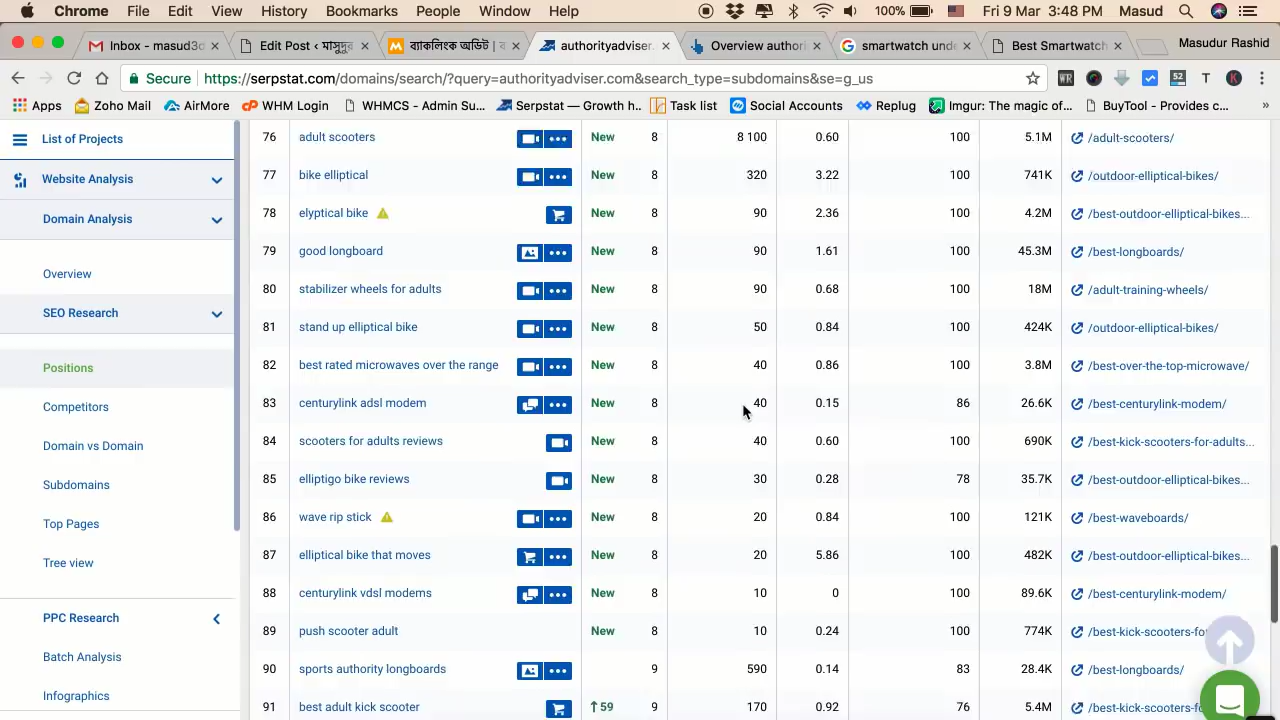 Chrome File Edit View History Bookmarks People Window Help 100% Fri 9 Mar 3:48 PM Masud
Inbox – masud3d Edit Post ‹ মাসুদুর ব্যাকলিংক অডিট | ব authorityadviser. Overview authori smartwatch unde Best Smartwatch Masudur Rashid
Secure https://serpstat.com/domains/search/?query=authorityadviser.com&search_type=subdomains&se=g_us
Apps Zoho Mail AirMore WHM Login WHMCS - Admin Su... Serpstat — Growth h.. Task list Social Accounts Replug Imgur: The magic of... BuyTool - Provides c... »
List of Projects
Website Analysis
Domain Analysis
Overview
SEO Research
Positions
Competitors
Domain vs Domain
Subdomains
Top Pages
Tree view
PPC Research
Batch Analysis
Infographics
76 adult scooters New 8 8 100 0.60 100 5.1M /adult-scooters/
77 bike elliptical New 8 320 3.22 100 741K /outdoor-elliptical-bikes/
78 elyptical bike New 8 90 2.36 100 4.2M /best-outdoor-elliptical-bikes...
79 good longboard New 8 90 1.61 100 45.3M /best-longboards/
80 stabilizer wheels for adults New 8 90 0.68 100 18M /adult-training-wheels/
81 stand up elliptical bike New 8 50 0.84 100 424K /outdoor-elliptical-bikes/
82 best rated microwaves over the range New 8 40 0.86 100 3.8M /best-over-the-top-microwave/
83 centurylink adsl modem New 8 40 0.15 86 26.6K /best-centurylink-modem/
84 scooters for adults reviews New 8 40 0.60 100 690K /best-kick-scooters-for-adults...
85 elliptigo bike reviews New 8 30 0.28 78 35.7K /best-outdoor-elliptical-bikes...
86 wave rip stick New 8 20 0.84 100 121K /best-waveboards/
87 elliptical bike that moves New 8 20 5.86 100 482K /best-outdoor-elliptical-bikes...
88 centurylink vdsl modems New 8 10 0 100 89.6K /best-centurylink-modem/
89 push scooter adult New 8 10 0.24 100 774K /best-kick-scooters-fo
90 sports authority longboards 9 590 0.14 83 28.4K /best-longboards/
91 best adult kick scooter ↑59 9 170 0.92 76 5.4M /best-kick-scooters-fo